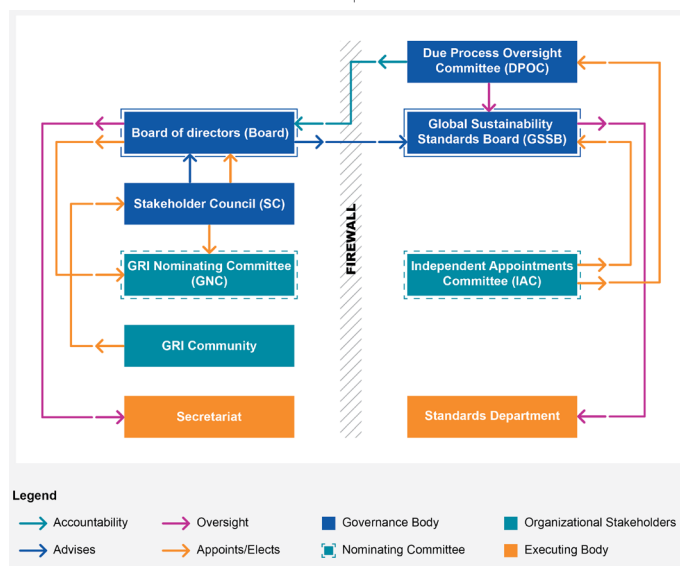 Due Process Oversight
Committee (DPOC)
Board of directors (Board)
Global Sustainability
Standards Board (GSSB)
Stakeholder Council (SC)
FIREWALL
GRI Nominating Committee
(GNC)
Independent Appointments
Committee (IAC)
GRI Community
Secretariat
Standards Department
Legend
Accountability
Oversight
Governance Body
Organizational Stakeholders
Advises
Appoints/Elects
Nominating Committee
Executing Body